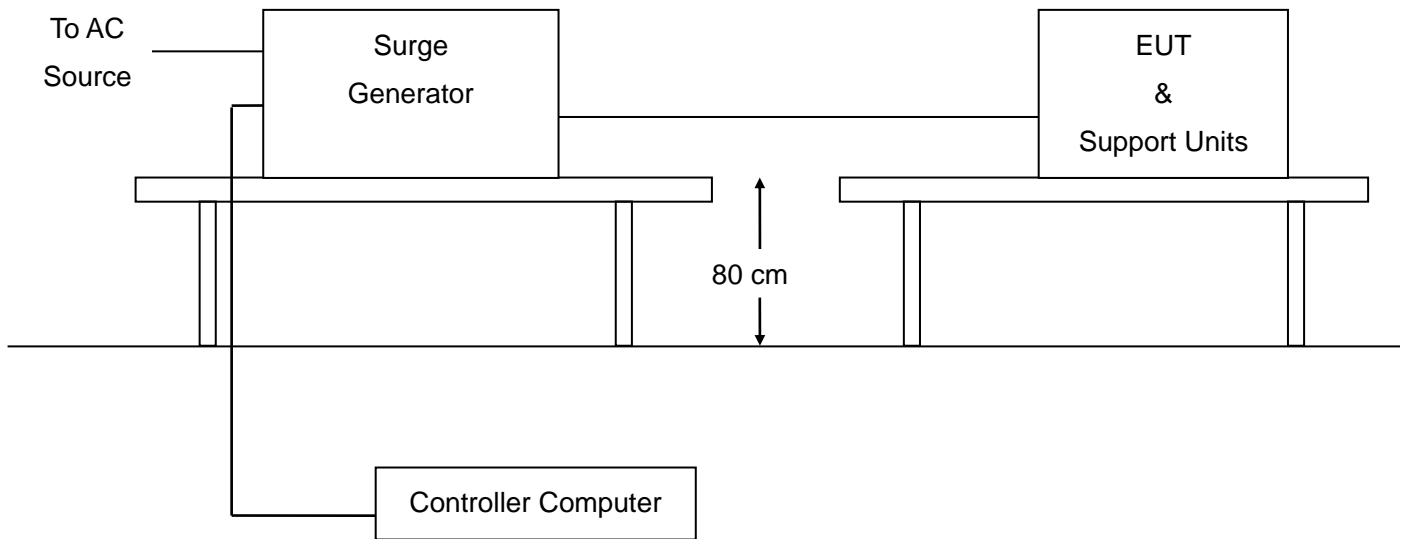 To AC
Source
Surge
Generator
EUT
&
Support Units
80 cm
Controller Computer